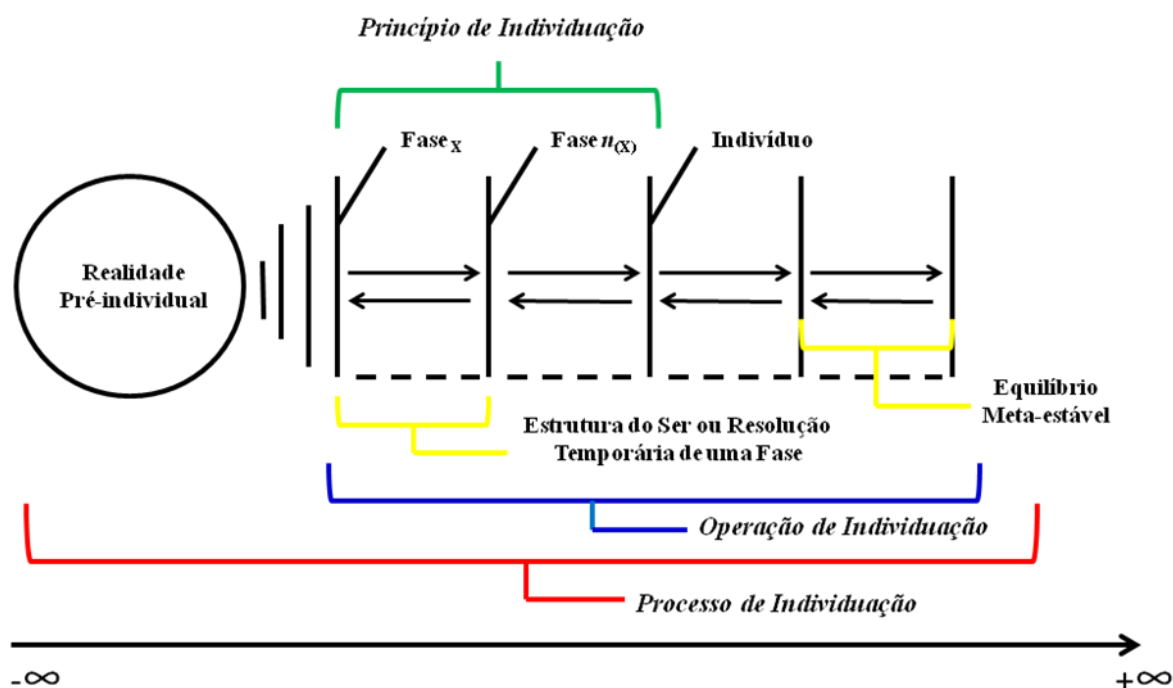 Princípio de Individuação
Fase X
Fase n(X)
Indivíduo
Realidade
Pré-individual
Equilíbrio
Meta-estável
Estrutura do Ser ou Resolução
Temporária de uma Fase
Operação de Individuação
Processo de Individuação
-∞
+∞